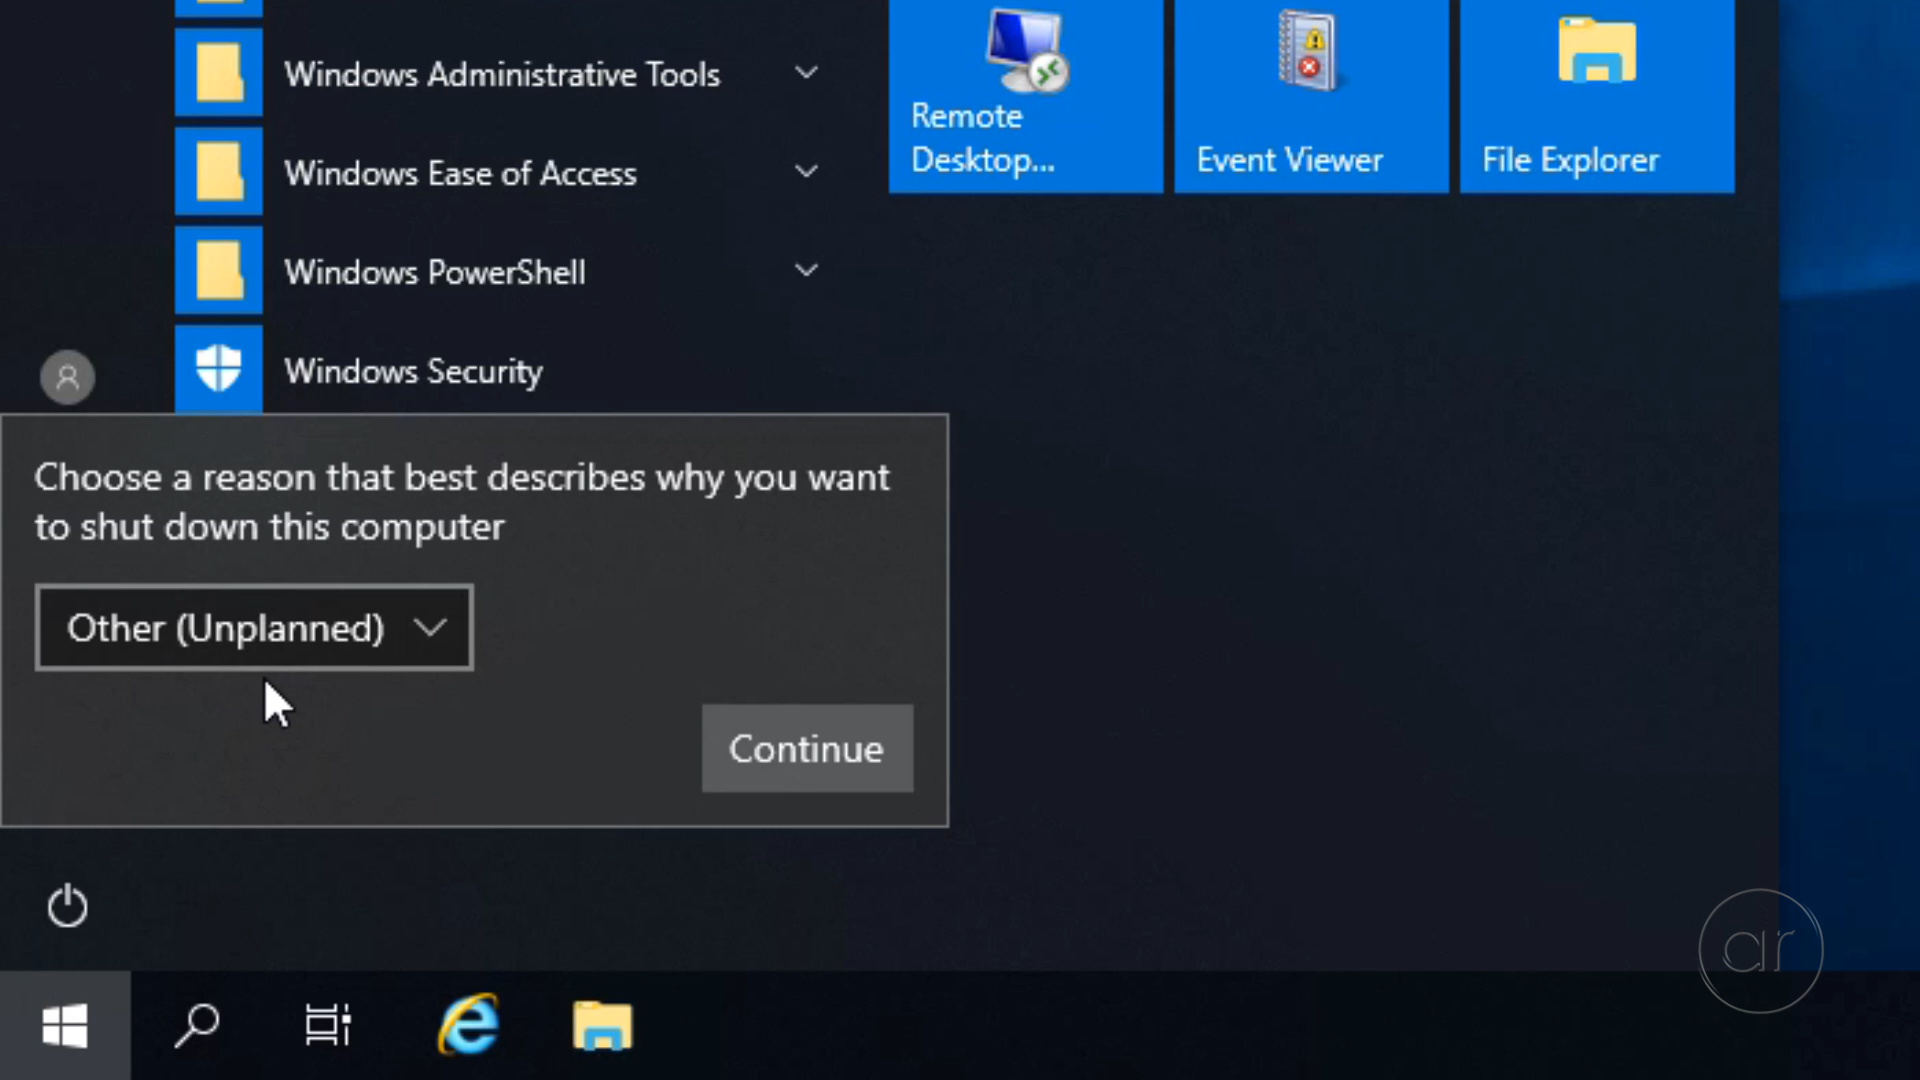 Windows Administrative Tools
Windows Ease of Access
Windows PowerShell
Windows Security
Remote
Desktop...
Event Viewer
File Explorer
Choose a reason that best describes why you want
to shut down this computer
Other (Unplanned)
Continue
ar